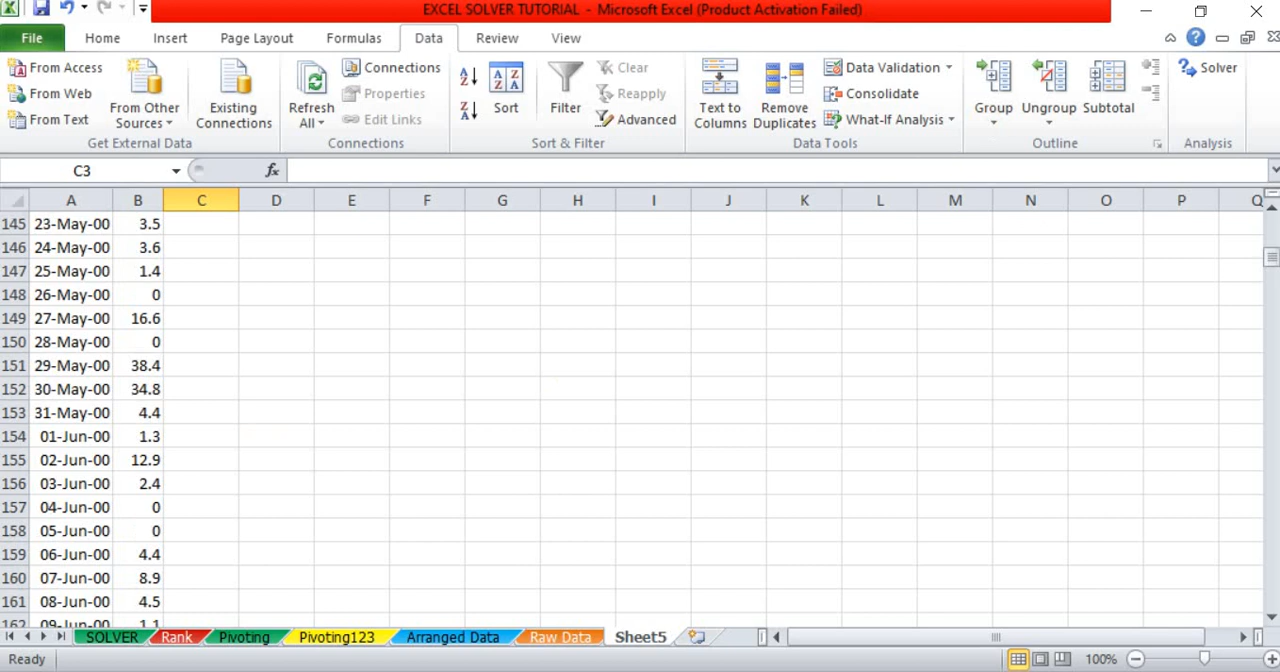 EXCEL SOLVER TUTORIAL - Microsoft Excel (Product Activation Failed)
File Home Insert Page Layout Formulas Data Review View
From Access
From Web
From Text
From Other Sources
Existing Connections
Get External Data
Refresh All
Connections
Properties
Edit Links
Connections
Sort
Filter
Clear
Reapply
Advanced
Sort & Filter
Text to Columns
Remove Duplicates
Data Validation
Consolidate
What-If Analysis
Data Tools
Group
Ungroup
Subtotal
Outline
Solver
Analysis
C3 fx
A B C D E F G H I J K L M N O P Q
145 23-May-00 3.5
146 24-May-00 3.6
147 25-May-00 1.4
148 26-May-00 0
149 27-May-00 16.6
150 28-May-00 0
151 29-May-00 38.4
152 30-May-00 34.8
153 31-May-00 4.4
154 01-Jun-00 1.3
155 02-Jun-00 12.9
156 03-Jun-00 2.4
157 04-Jun-00 0
158 05-Jun-00 0
159 06-Jun-00 4.4
160 07-Jun-00 8.9
161 08-Jun-00 4.5
162 09-Jun-00 1.1
SOLVER Rank Pivoting Pivoting123 Arranged Data Raw Data Sheet5
Ready 100%